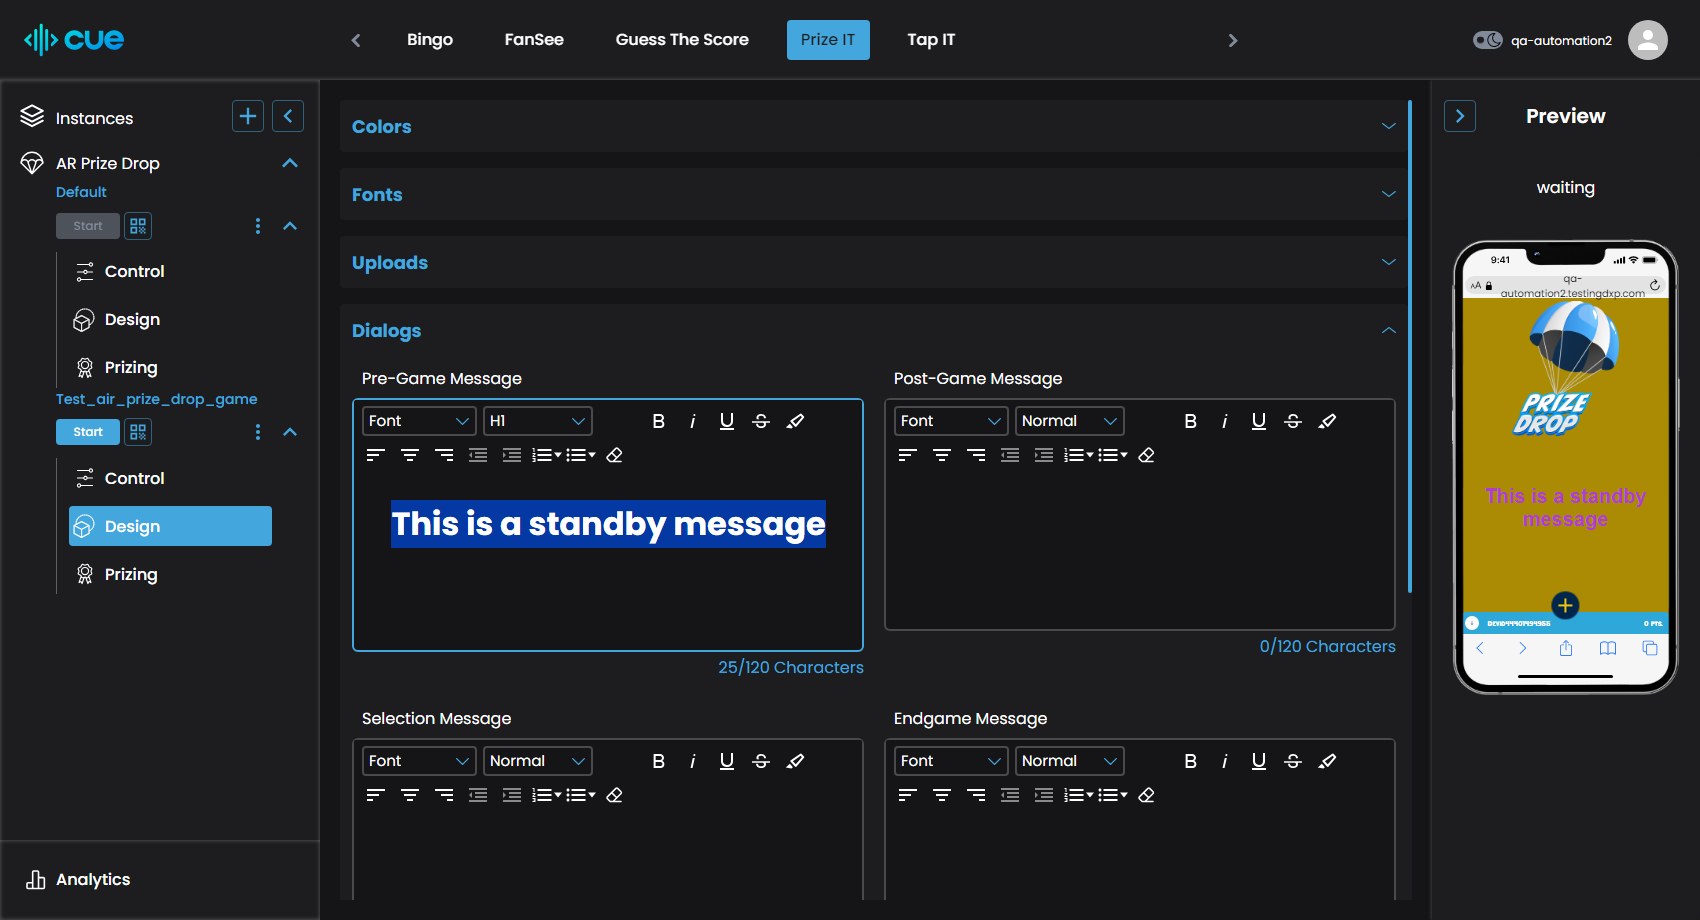 cue
Bingo
FanSee
Guess The Score
Prize IT
Tap IT
qa-automation2
Instances
AR Prize Drop
Default
Start
Control
Design
Prizing
Test_air_prize_drop_game
Start
Control
Design
Prizing
Analytics
Colors
Fonts
Uploads
Dialogs
Pre-Game Message
Font
H1
B i U S
This is a standby message
25/120 Characters
Post-Game Message
Font
Normal
B i U S
0/120 Characters
Selection Message
Font
Normal
B i U S
Endgame Message
Font
Normal
B i U S
Preview
waiting
9:41
AA
qa-
automation2.testingdxp.com
PRIZE
DROP
This is a standby
message
0 PTS.